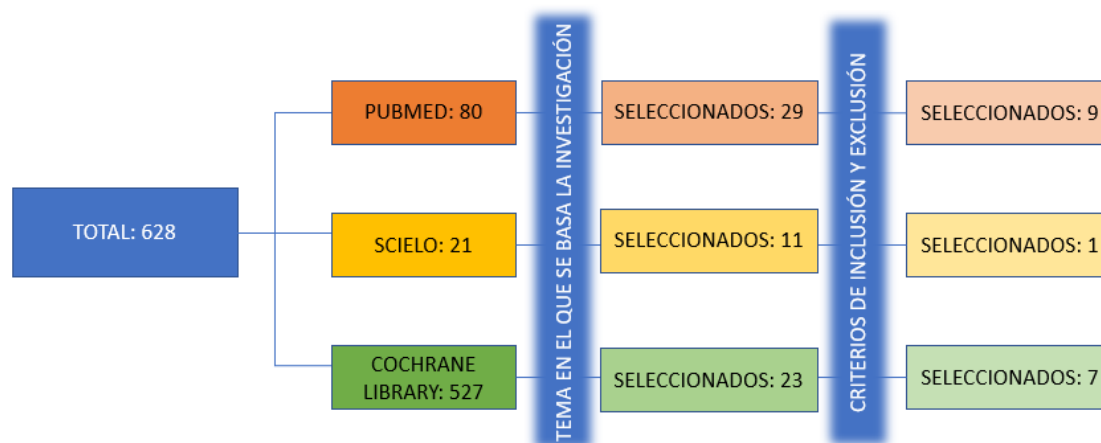 TOTAL: 628
PUBMED: 80
SCIELO: 21
COCHRANE
LIBRARY: 527
TEMA EN EL QUE SE BASA LA INVESTIGACIÓN
SELECCIONADOS: 29
SELECCIONADOS: 11
SELECCIONADOS: 23
CRITERIOS DE INCLUSIÓN Y EXCLUSIÓN
SELECCIONADOS: 9
SELECCIONADOS: 1
SELECCIONADOS: 7